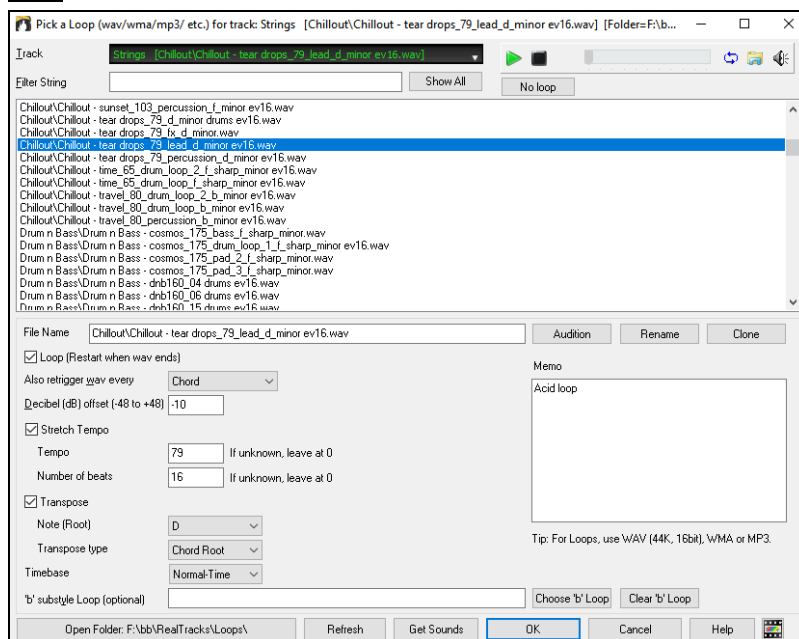 Pick a Loop (wav/wma/mp3/ etc.) for track: Strings [Chillout\Chillout - tear drops_79_lead_d_minor ev16.wav] [Folder=F:\b...
Track
Strings [Chillout\Chillout - tear drops_79_lead_d_minor ev16.wav]
Filter String
Show All
No loop
Chillout\Chillout - sunset_103_percussion_f_minor ev16.wav
Chillout\Chillout - tear drops_79_d_minor drums ev16.wav
Chillout\Chillout - tear drops_79_fx_d_minor.wav
Chillout\Chillout - tear drops_79_lead_d_minor ev16.wav
Chillout\Chillout - tear drops_79_percussion_d_minor ev16.wav
Chillout\Chillout - time_65_drum_loop_2_f_sharp_minor ev16.wav
Chillout\Chillout - time_65_drum_loop_f_sharp_minor ev16.wav
Chillout\Chillout - travel_80_drum_loop_2_b_minor ev16.wav
Chillout\Chillout - travel_80_drum_loop_b_minor ev16.wav
Chillout\Chillout - travel_80_percussion_b_minor ev16.wav
Drum n Bass\Drum n Bass - cosmos_175_bass_f_sharp_minor.wav
Drum n Bass\Drum n Bass - cosmos_175_drum_loop_1_f_sharp_minor ev16.wav
Drum n Bass\Drum n Bass - cosmos_175_pad_2_f_sharp_minor.wav
Drum n Bass\Drum n Bass - cosmos_175_pad_3_f_sharp_minor.wav
Drum n Bass\Drum n Bass - dnb160_04 drums ev16.wav
Drum n Bass\Drum n Bass - dnb160_06 drums ev16.wav
Drum n Bass\Drum n Bass - dnb160_15 drums ev16.wav
File Name
Chillout\Chillout - tear drops_79_lead_d_minor ev16.wav
Audition
Rename
Clone
Loop (Restart when wav ends)
Memo
Also retrigger wav every
Chord
Acid loop
Decibel (dB) offset (-48 to +48)
-10
Stretch Tempo
Tempo
79
If unknown, leave at 0
Number of beats
16
If unknown, leave at 0
Transpose
Note (Root)
D
Tip: For Loops, use WAV (44K, 16bit), WMA or MP3.
Transpose type
Chord Root
Timebase
Normal-Time
'b' substyle Loop (optional)
Choose 'b' Loop
Clear 'b' Loop
Open Folder: F:\bb\RealTracks\Loops\
Refresh
Get Sounds
OK
Cancel
Help